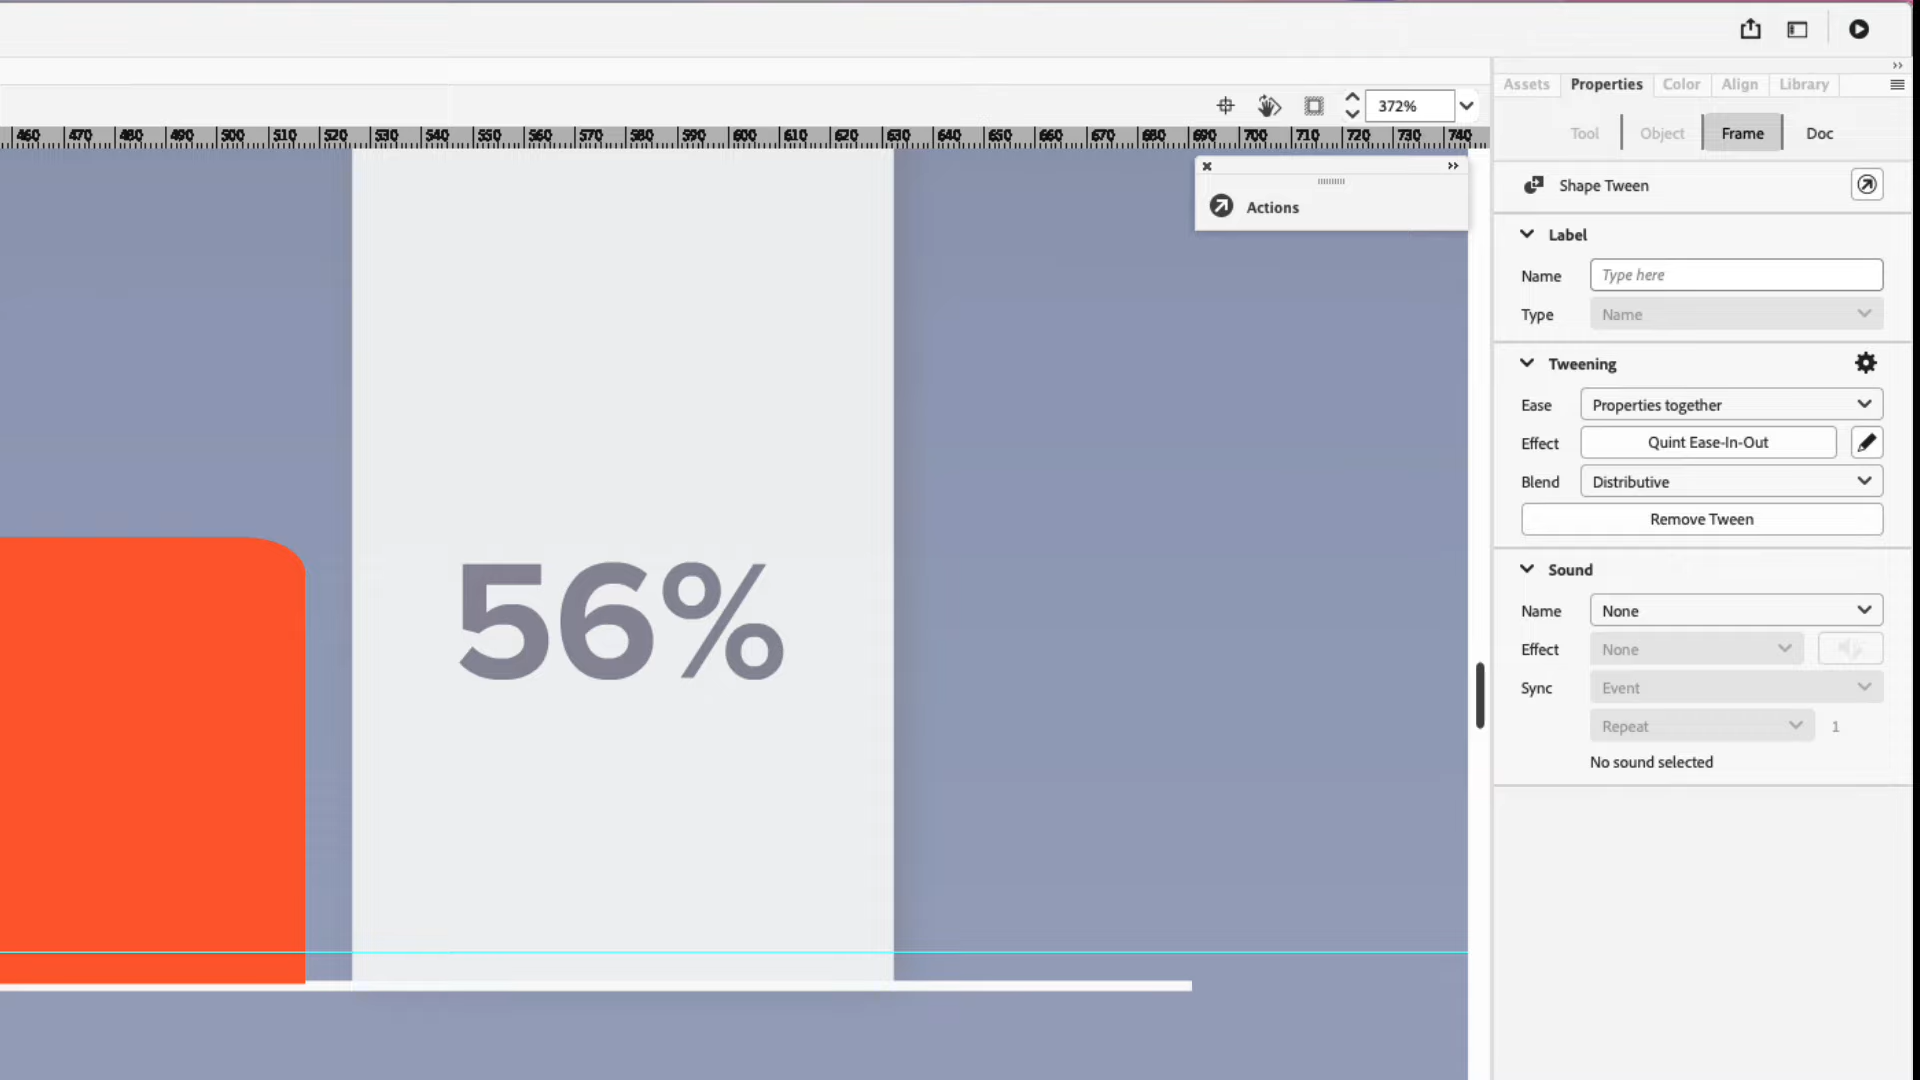 372%
Assets Properties Color Align Library
460 470 480 490 500 510 520 530 540 550 560 570 580 590 600 610 620 630 640 650 660 670 680 690 700 710 720 730 740
Tool Object Frame Doc
Actions
Shape Tween
Label
Name Type here
Type Name
Tweening
Ease Properties together
Effect Quint Ease-In-Out
Blend Distributive
Remove Tween
56%
Sound
Name None
Effect None
Sync Event
Repeat 1
No sound selected